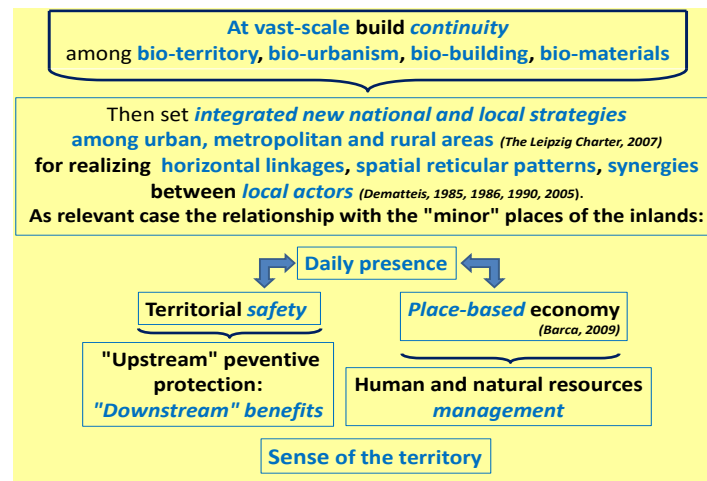 At vast-scale build continuity
among bio-territory, bio-urbanism, bio-building, bio-materials
Then set integrated new national and local strategies
among urban, metropolitan and rural areas (The Leipzig Charter, 2007)
for realizing horizontal linkages, spatial reticular patterns, synergies
between local actors (Dematteis, 1985, 1986, 1990, 2005).
As relevant case the relationship with the "minor" places of the inlands:
Daily presence
Territorial safety
Place-based economy
(Barca, 2009)
"Upstream" peventive
protection:
"Downstream" benefits
Human and natural resources
management
Sense of the territory